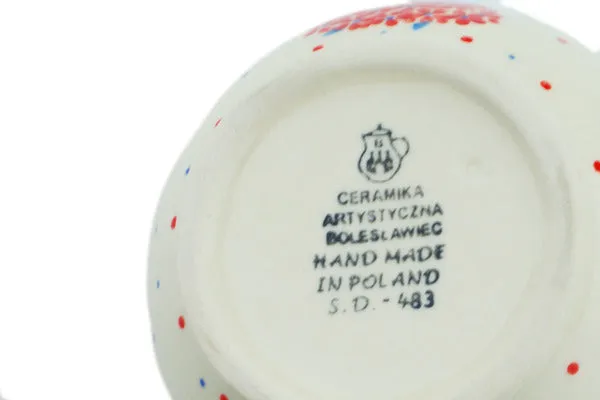 CERAMIKA
ARTYSTYCZNA
BOLESŁAWIEC
HAND MADE
IN POLAND
S.D.-483